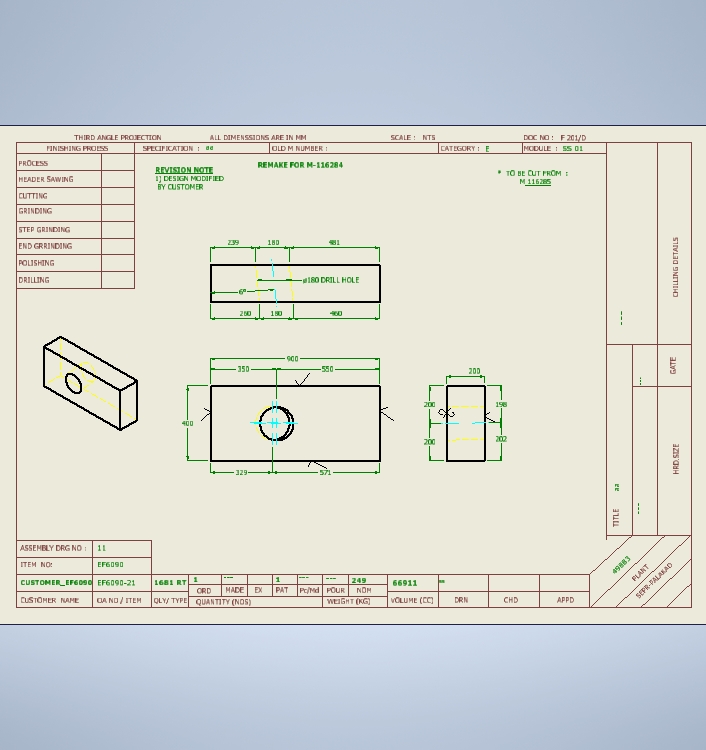 THIRD ANGLE PROJECTION ALL DIMENSSIONS ARE IN MM SCALE : NTS DOC NO : F 201/D
FINISHING PROESS SPECIFICATION : OLD M NUMBER : CATEGORY : E MODULE : SS 01
PROCESS
HEADER SAWING
CUTTING
GRINDING
STEP GRINDING
END GRRINDING
POLISHING
DRILLING
REVISION NOTE
1) DESIGN MODIFIED
BY CUSTOMER
REMAKE FOR M-116284
* TO BE CUT FROM :
M 116285
239 180 481
ø180 DRILL HOLE
6°
260 180 460
900
350 550
400
329 571
200
200 198
200 202
---
CHILLING DETAILS
GATE
---
HRD.SIZE
---
TITLE
49883
PLANT
SEPR-PALAKAD
ASSEMBLY DRG NO : 11
ITEM NO: EF6090
CUSTOMER_EF6090 EF6090-21 1681 RT 1 --- 1 --- --- 249 66911
ORD MADE EX PAT Pc/Md POUR NOM
CUSTOMER NAME OA NO / ITEM QLY/ TYPE QUANTITY (NOS) WEIGHT (KG) VOLUME (CC) DRN CHD APPD